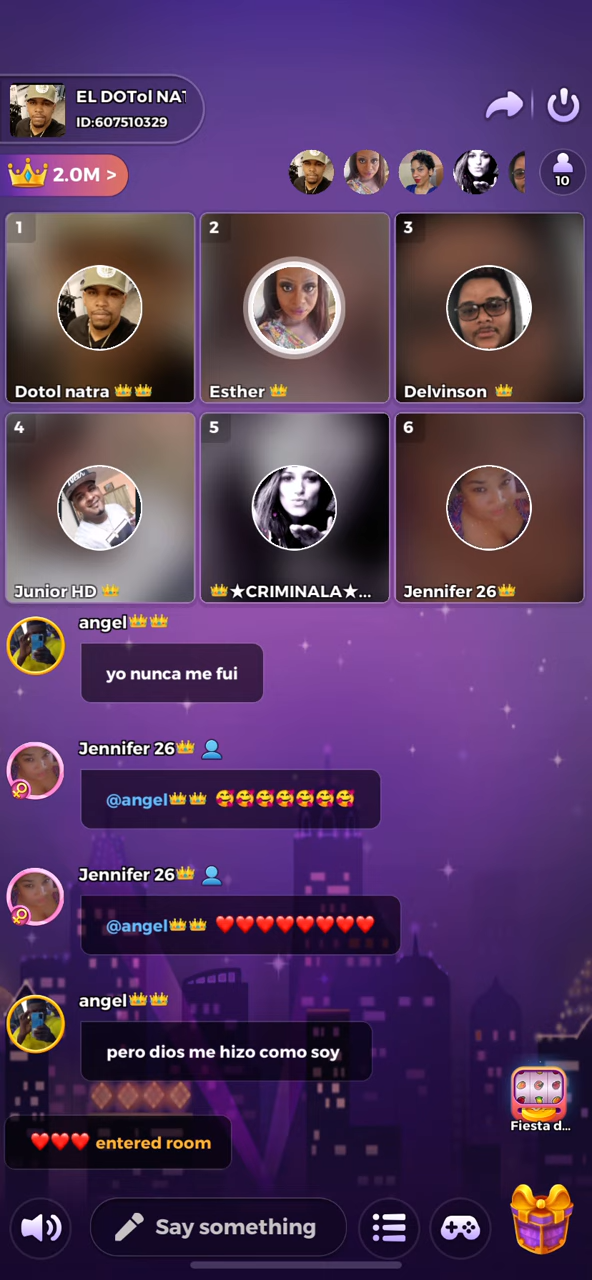 EL DOTol NAT
ID:607510329
2.0M >
10
1
2
3
Dotol natra 👑👑
Esther 👑
Delvinson 👑
4
5
6
Junior HD 👑
👑★CRIMINALA★...
Jennifer 26👑
angel👑👑
yo nunca me fui
Jennifer 26👑
@angel👑👑 🥰🥰🥰🥰🥰🥰🥰
Jennifer 26👑
@angel👑👑 ❤️❤️❤️❤️❤️❤️❤️❤️
angel👑👑
pero dios me hizo como soy
Fiesta d...
❤️❤️❤️ entered room
Say something